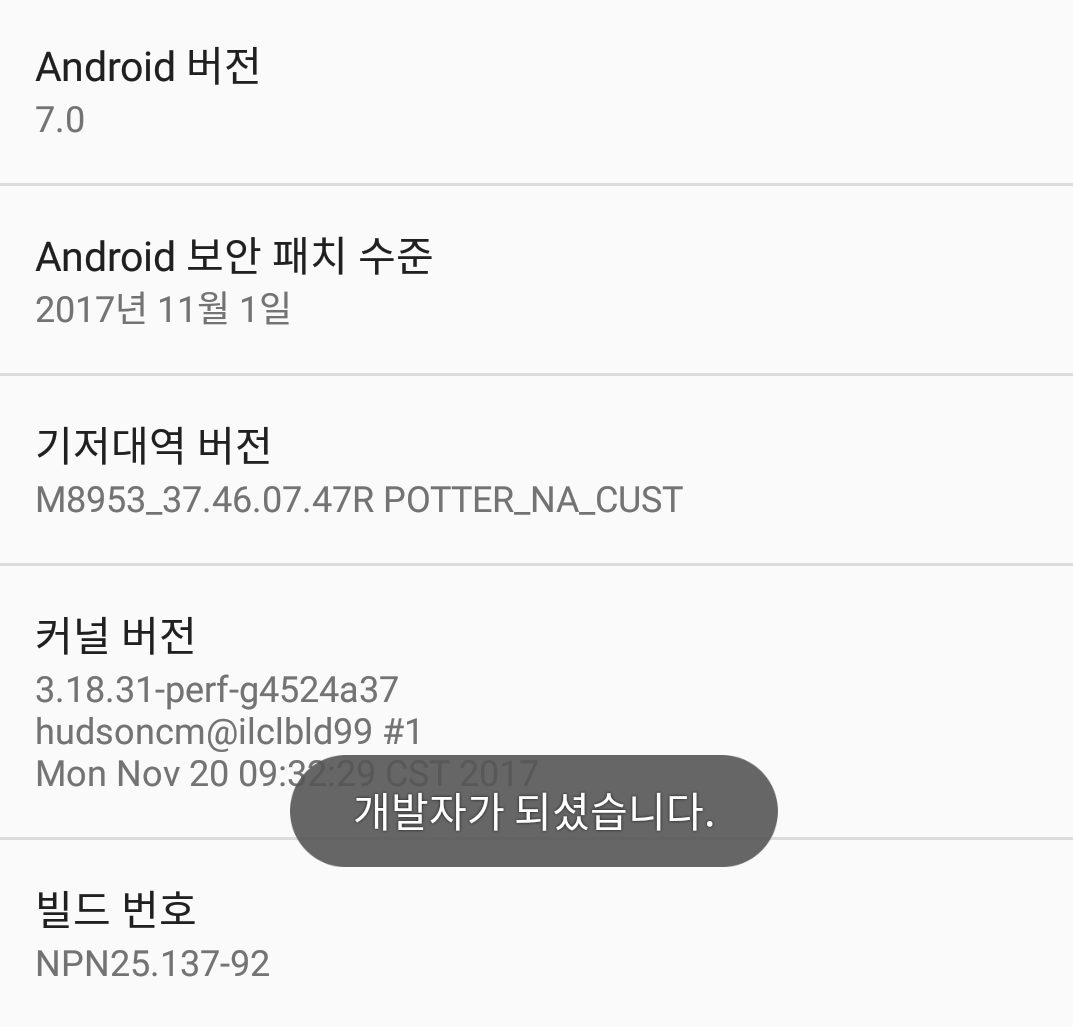 Android 버전
7.0
Android 보안 패치 수준
2017년 11월 1일
기저대역 버전
M8953_37.46.07.47R POTTER_NA_CUST
커널 버전
3.18.31-perf-g4524a37
hudsoncm@ilclbld99 #1
Mon Nov 20 09:32:29 CST 2017
개발자가 되셨습니다.
빌드 번호
NPN25.137-92